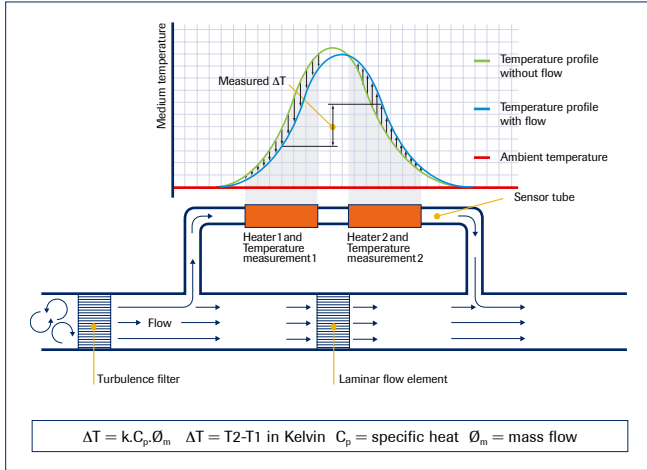 Medium temperature
Measured ΔT
Temperature profile
without flow
Temperature profile
with flow
Ambient temperature
Sensor tube
Heater 1 and
Temperature
measurement 1
Heater 2 and
Temperature
measurement 2
Flow
Turbulence filter
Laminar flow element
ΔT = k.Cₚ.Øₘ ΔT = T2-T1 in Kelvin Cₚ = specific heat Øₘ = mass flow